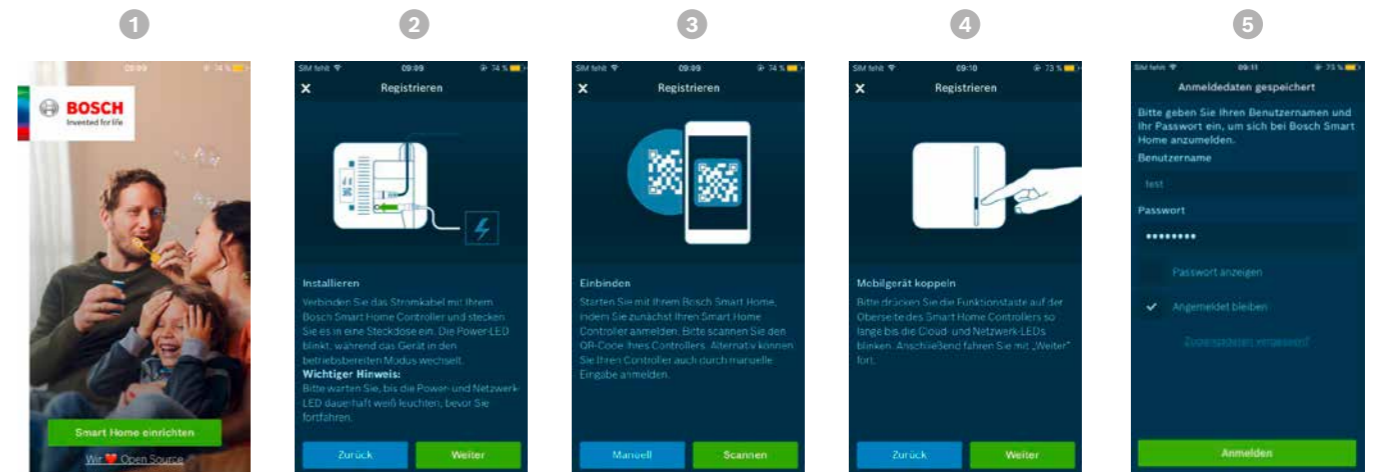 1
2
3
4
5
09:09
74 %
BOSCH
Invented for life
Smart Home einrichten
Wir ❤ Open Source
SIM fehlt
09:09
74 %
Registrieren
Installieren
Verbinden Sie das Stromkabel mit Ihrem
Bosch Smart Home Controller und stecken
Sie es in eine Steckdose ein. Die Power-LED
blinkt, während das Gerät in den
betriebsbereiten Modus wechselt.
Wichtiger Hinweis:
Bitte warten Sie, bis die Power- und Netzwerk-
LED dauerhaft weiß leuchten, bevor Sie
fortfahren.
Zurück
Weiter
SIM fehlt
09:09
74 %
Registrieren
Einbinden
Starten Sie mit Ihrem Bosch Smart Home,
indem Sie zunächst Ihren Smart Home
Controller anmelden. Bitte scannen Sie den
QR-Code Ihres Controllers. Alternativ können
Sie Ihren Controller auch durch manuelle
Eingabe anmelden.
Manuell
Scannen
SIM fehlt
09:10
73 %
Registrieren
Mobilgerät koppeln
Bitte drücken Sie die Funktionstaste auf der
Oberseite des Smart Home Controllers so
lange bis die Cloud- und Netzwerk-LEDs
blinken. Anschließend fahren Sie mit „Weiter"
fort.
Zurück
Weiter
SIM fehlt
09:11
73 %
Anmeldedaten gespeichert
Bitte geben Sie Ihren Benutzernamen und
Ihr Passwort ein, um sich bei Bosch Smart
Home anzumelden.
Benutzername
test
Passwort
••••••••
Passwort anzeigen
Angemeldet bleiben
Zugangsdaten vergessen?
Anmelden